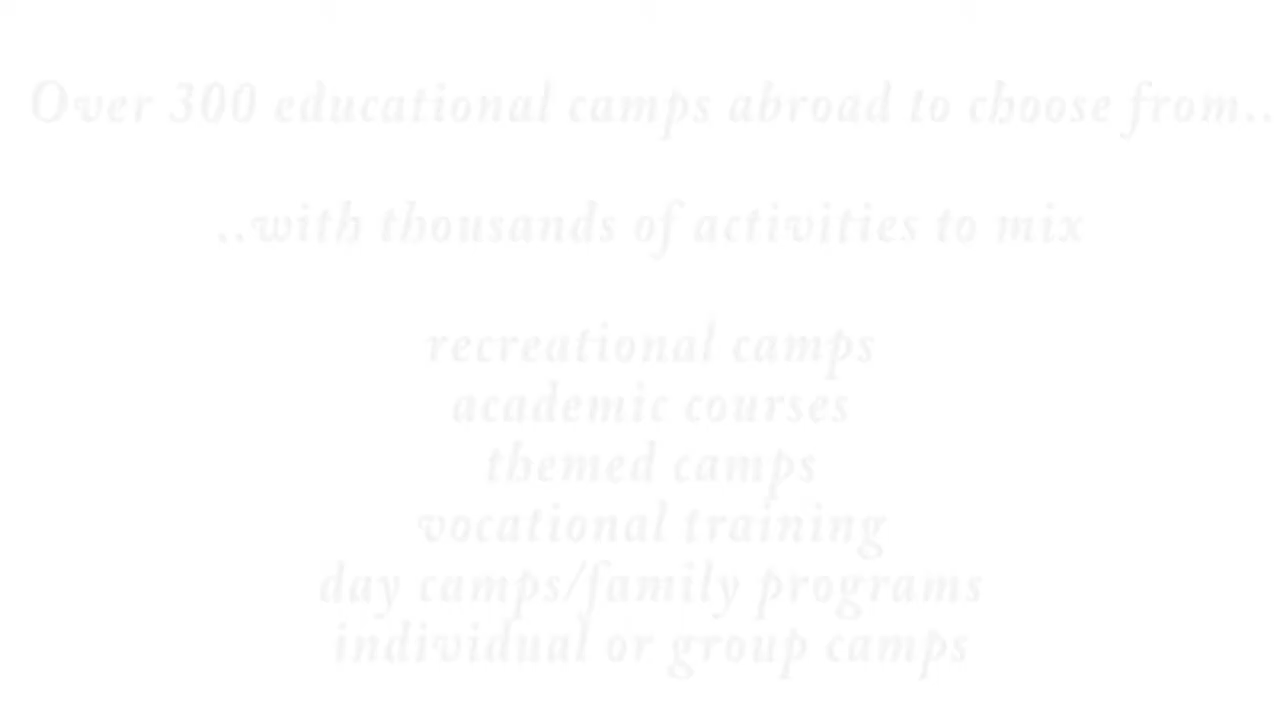 Over 300 educational camps abroad to choose from..
..with thousands of activities to mix
recreational camps
academic courses
themed camps
vocational training
day camps/family programs
individual or group camps